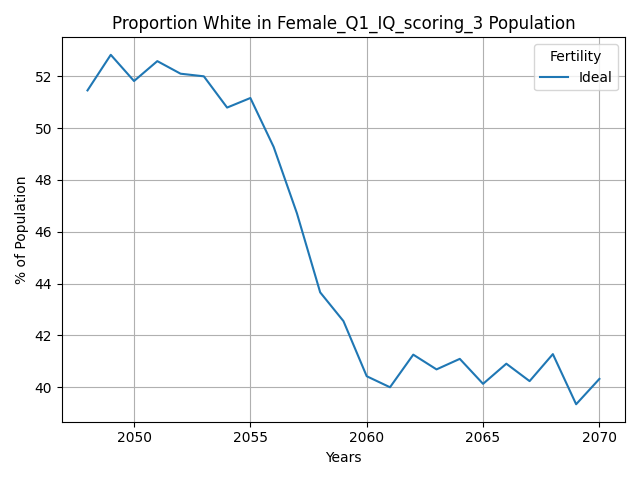 Proportion White in Female_Q1_IQ_scoring_3 Population
Fertility
Ideal
% of Population
52
50
48
46
44
42
40
2050
2055
2060
2065
2070
Years